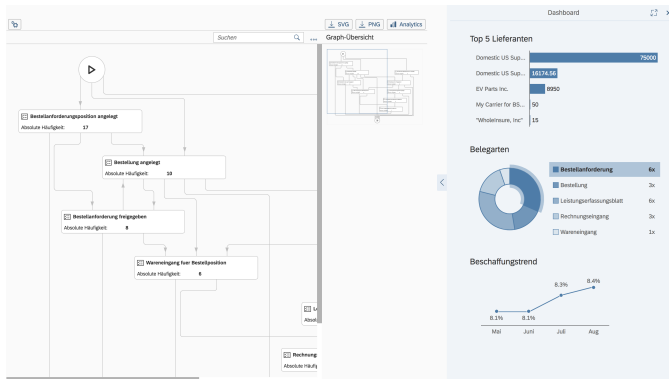 SVG
PNG
Analytics
Suchen
...
Graph-Übersicht
Bestellanforderungsposition angelegt
Absolute Häufigkeit: 17
Bestellung angelegt
Absolute Häufigkeit: 10
Bestellanforderung freigegeben
Absolute Häufigkeit: 8
Wareneingang fuer Bestellposition
Absolute Häufigkeit: 6
Absol
Rechnung
Absolute Häufig
Dashboard
Top 5 Lieferanten
Domestic US Sup... 75000
Domestic US Sup... 16174.56
EV Parts Inc. 8950
My Carrier for BS... 50
"Wholeinsure, Inc" 15
Belegarten
Bestellanforderung 6x
Bestellung 3x
Leistungserfassungsblatt 6x
Rechnungseingang 3x
Wareneingang 1x
Beschaffungstrend
8.1% 8.1% 8.3% 8.4%
Mai Juni Juli Aug